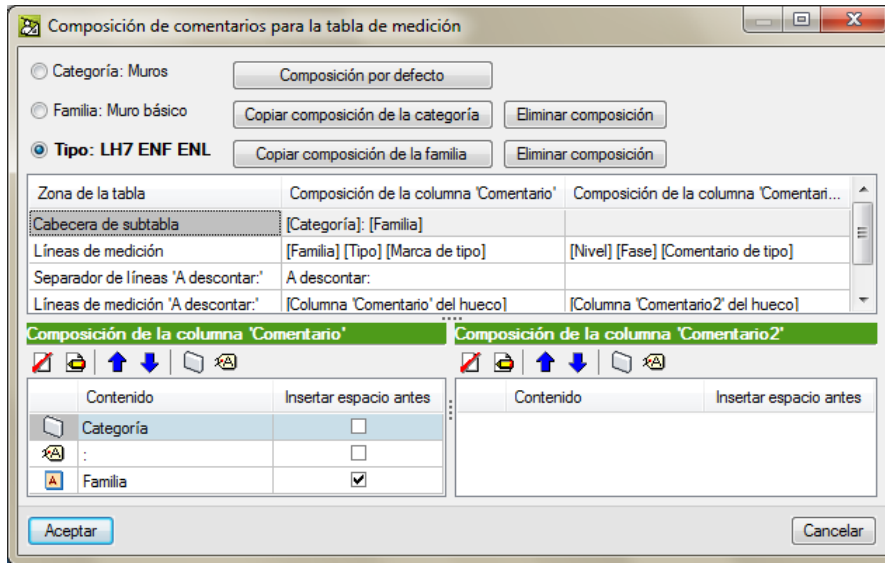 Composición de comentarios para la tabla de medición
Categoría: Muros Composición por defecto
Familia: Muro básico Copiar composición de la categoría Eliminar composición
Tipo: LH7 ENF ENL Copiar composición de la familia Eliminar composición
Zona de la tabla Composición de la columna 'Comentario' Composición de la columna 'Comentari...
Cabecera de subtabla [Categoría]: [Familia]
Líneas de medición [Familia] [Tipo] [Marca de tipo] [Nivel] [Fase] [Comentario de tipo]
Separador de líneas 'A descontar:' A descontar:
Líneas de medición 'A descontar:' [Columna 'Comentario' del hueco] [Columna 'Comentario2' del hueco]
Composición de la columna 'Comentario' Composición de la columna 'Comentario2'
Contenido Insertar espacio antes Contenido Insertar espacio antes
Categoría
:
Familia
Aceptar Cancelar